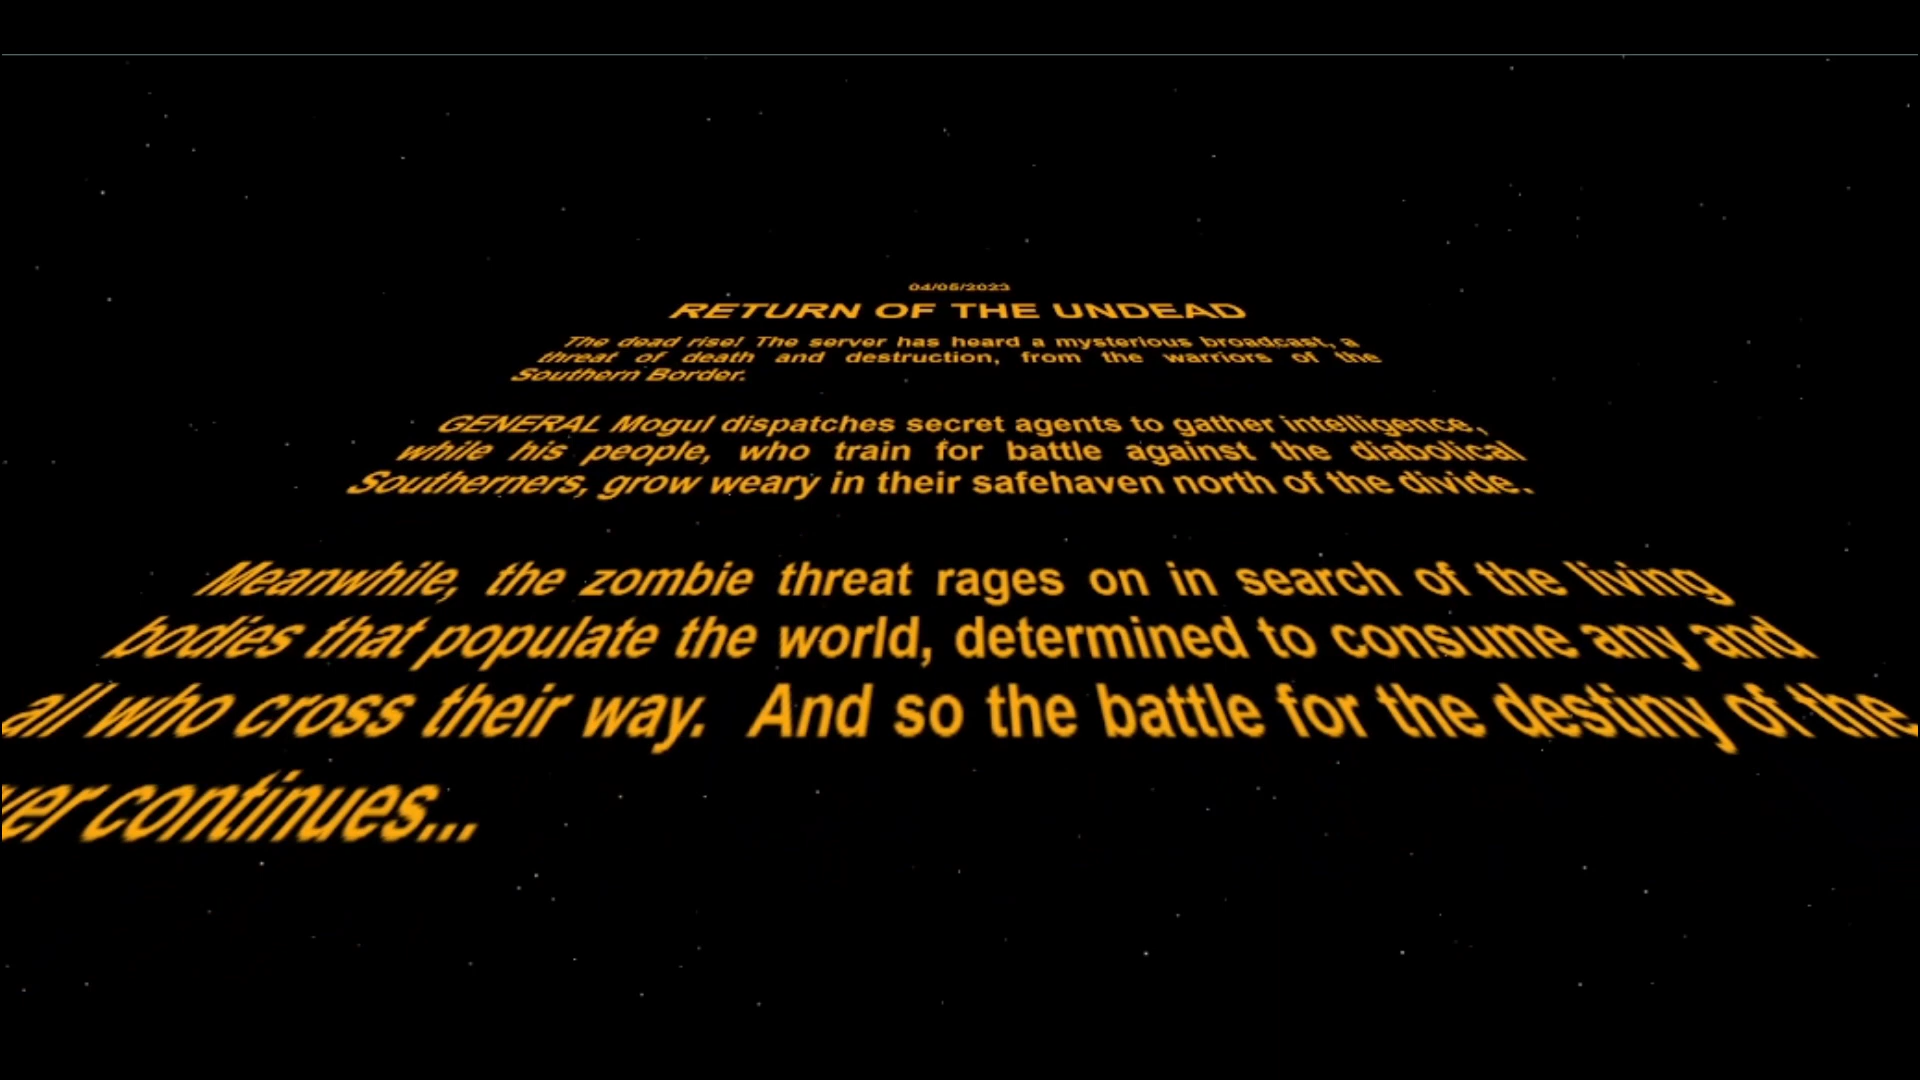 04/05/2023
RETURN OF THE UNDEAD
The dead rise! The server has heard a mysterious broadcast, a
threat of death and destruction, from the warriors of the
Southern Border.
GENERAL Mogul dispatches secret agents to gather intelligence,
while his people, who train for battle against the diabolical
Southerners, grow weary in their safehaven north of the divide.
Meanwhile, the zombie threat rages on in search of the living
bodies that populate the world, determined to consume any and
all who cross their way. And so the battle for the destiny of the
ver continues...